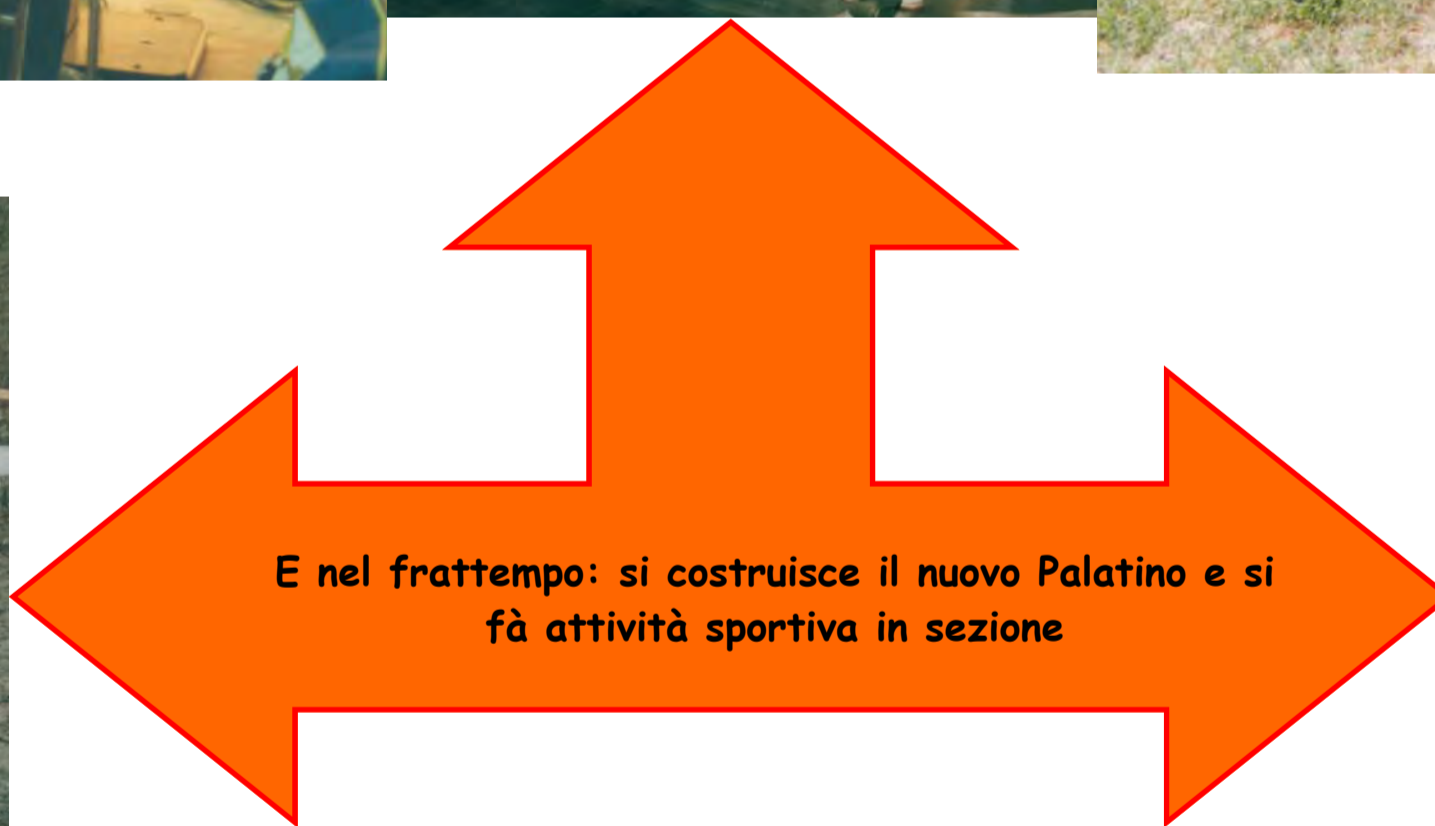 E nel frattempo: si costruisce il nuovo Palatino e si
fà attività sportiva in sezione